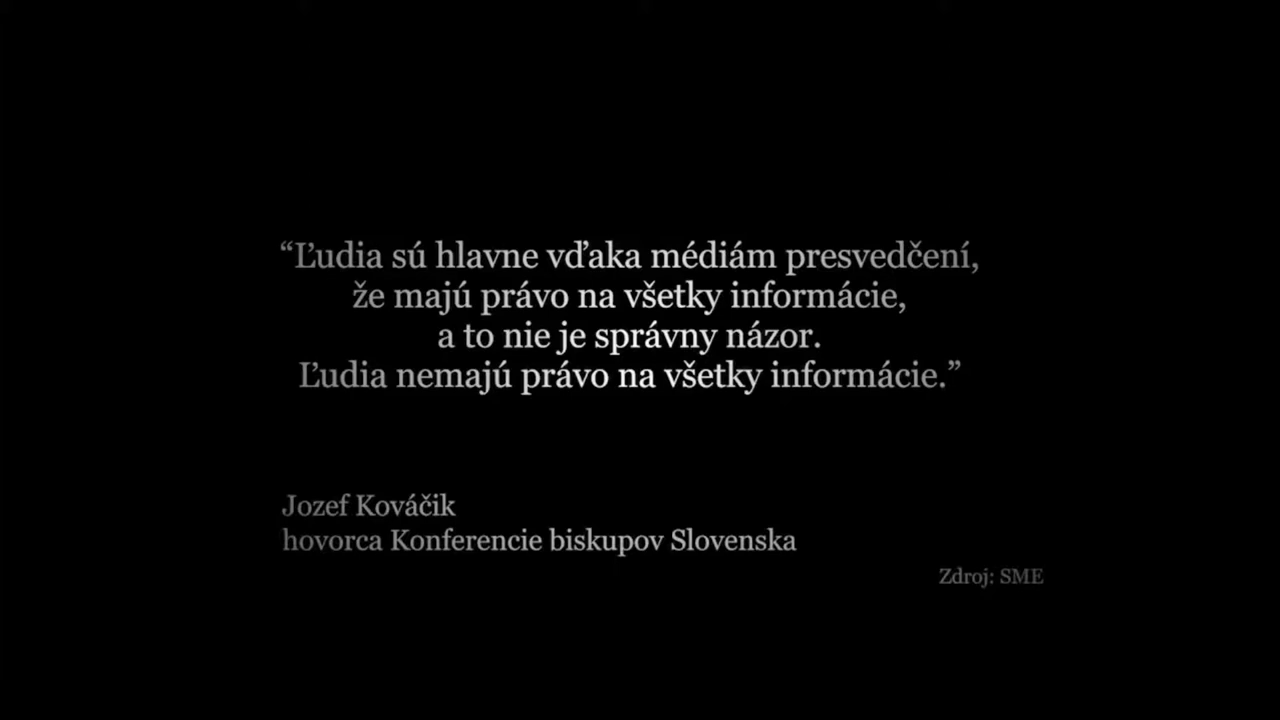 “Ľudia sú hlavne vďaka médiám presvedčení,
že majú právo na všetky informácie,
a to nie je správny názor.
Ľudia nemajú právo na všetky informácie.”
Jozef Kováčik
hovorca Konferencie biskupov Slovenska
Zdroj: SME